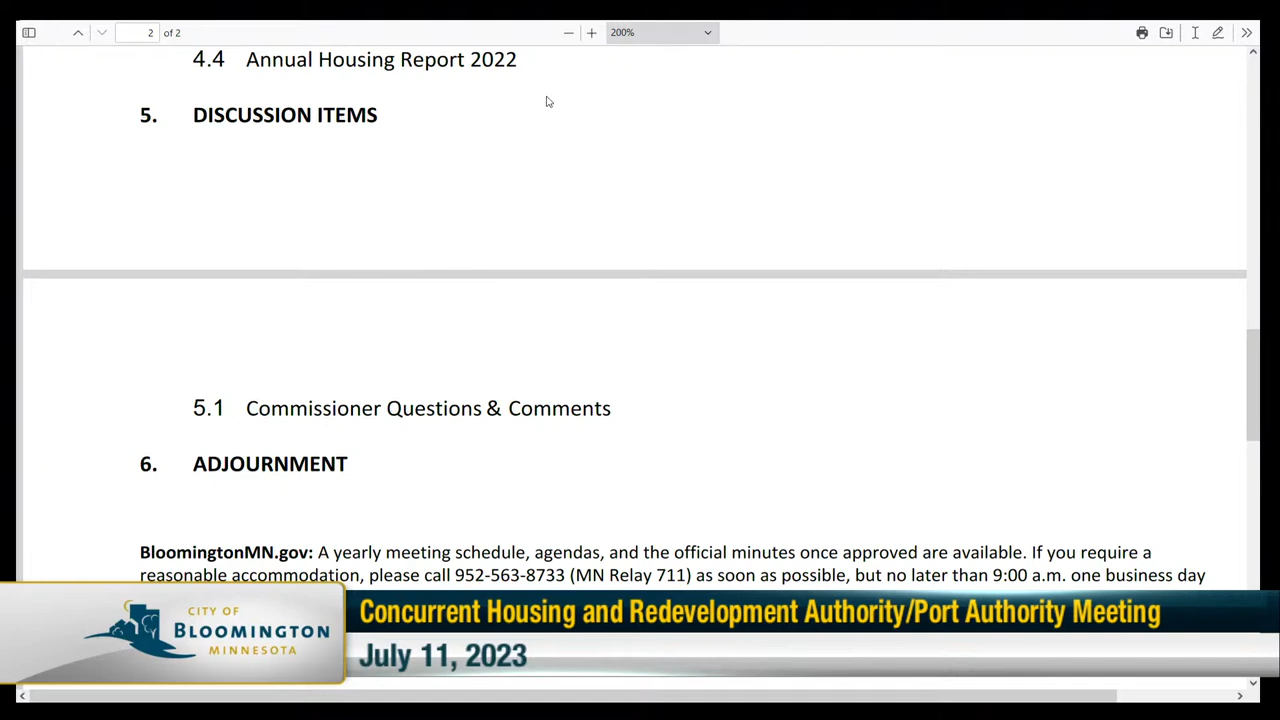 2 of 2
200%
4.4 Annual Housing Report 2022
5. DISCUSSION ITEMS
5.1 Commissioner Questions & Comments
6. ADJOURNMENT
BloomingtonMN.gov: A yearly meeting schedule, agendas, and the official minutes once approved are available. If you require a
reasonable accommodation, please call 952-563-8733 (MN Relay 711) as soon as possible, but no later than 9:00 a.m. one business day
CITY OF
BLOOMINGTON
MINNESOTA
Concurrent Housing and Redevelopment Authority/Port Authority Meeting
July 11, 2023